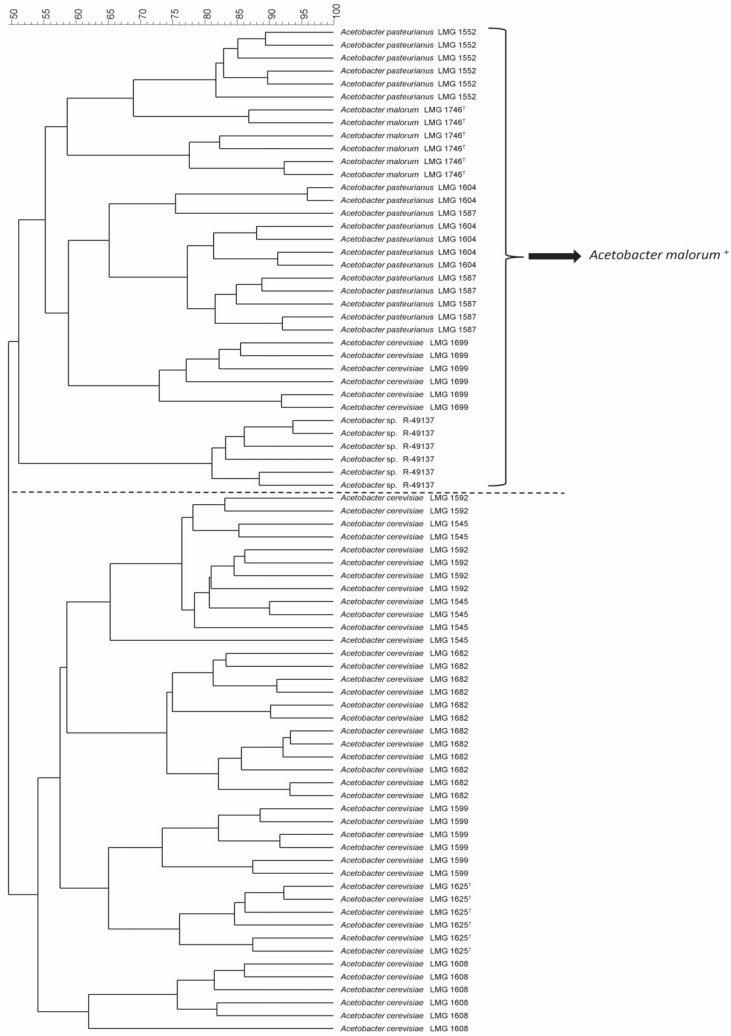 50 55 60 65 70 75 80 85 90 95 100
Acetobacter pasteurianus LMG 1552
Acetobacter pasteurianus LMG 1552
Acetobacter pasteurianus LMG 1552
Acetobacter pasteurianus LMG 1552
Acetobacter pasteurianus LMG 1552
Acetobacter pasteurianus LMG 1552
Acetobacter malorum LMG 1746ᵀ
Acetobacter malorum LMG 1746ᵀ
Acetobacter malorum LMG 1746ᵀ
Acetobacter malorum LMG 1746ᵀ
Acetobacter malorum LMG 1746ᵀ
Acetobacter malorum LMG 1746ᵀ
Acetobacter pasteurianus LMG 1604
Acetobacter pasteurianus LMG 1604
Acetobacter pasteurianus LMG 1587
Acetobacter pasteurianus LMG 1604
Acetobacter pasteurianus LMG 1604
Acetobacter pasteurianus LMG 1604
Acetobacter malorum ⁺
Acetobacter pasteurianus LMG 1604
Acetobacter pasteurianus LMG 1587
Acetobacter pasteurianus LMG 1587
Acetobacter pasteurianus LMG 1587
Acetobacter pasteurianus LMG 1587
Acetobacter pasteurianus LMG 1587
Acetobacter cerevisiae LMG 1699
Acetobacter cerevisiae LMG 1699
Acetobacter cerevisiae LMG 1699
Acetobacter cerevisiae LMG 1699
Acetobacter cerevisiae LMG 1699
Acetobacter cerevisiae LMG 1699
Acetobacter sp. R-49137
Acetobacter sp. R-49137
Acetobacter sp. R-49137
Acetobacter sp. R-49137
Acetobacter sp. R-49137
Acetobacter sp. R-49137
Acetobacter cerevisiae LMG 1592
Acetobacter cerevisiae LMG 1592
Acetobacter cerevisiae LMG 1545
Acetobacter cerevisiae LMG 1545
Acetobacter cerevisiae LMG 1592
Acetobacter cerevisiae LMG 1592
Acetobacter cerevisiae LMG 1592
Acetobacter cerevisiae LMG 1592
Acetobacter cerevisiae LMG 1545
Acetobacter cerevisiae LMG 1545
Acetobacter cerevisiae LMG 1545
Acetobacter cerevisiae LMG 1545
Acetobacter cerevisiae LMG 1682
Acetobacter cerevisiae LMG 1682
Acetobacter cerevisiae LMG 1682
Acetobacter cerevisiae LMG 1682
Acetobacter cerevisiae LMG 1682
Acetobacter cerevisiae LMG 1682
Acetobacter cerevisiae LMG 1682
Acetobacter cerevisiae LMG 1682
Acetobacter cerevisiae LMG 1682
Acetobacter cerevisiae LMG 1682
Acetobacter cerevisiae LMG 1682
Acetobacter cerevisiae LMG 1682
Acetobacter cerevisiae LMG 1599
Acetobacter cerevisiae LMG 1599
Acetobacter cerevisiae LMG 1599
Acetobacter cerevisiae LMG 1599
Acetobacter cerevisiae LMG 1599
Acetobacter cerevisiae LMG 1599
Acetobacter cerevisiae LMG 1625ᵀ
Acetobacter cerevisiae LMG 1625ᵀ
Acetobacter cerevisiae LMG 1625ᵀ
Acetobacter cerevisiae LMG 1625ᵀ
Acetobacter cerevisiae LMG 1625ᵀ
Acetobacter cerevisiae LMG 1625ᵀ
Acetobacter cerevisiae LMG 1608
Acetobacter cerevisiae LMG 1608
Acetobacter cerevisiae LMG 1608
Acetobacter cerevisiae LMG 1608
Acetobacter cerevisiae LMG 1608
Acetobacter cerevisiae LMG 1608